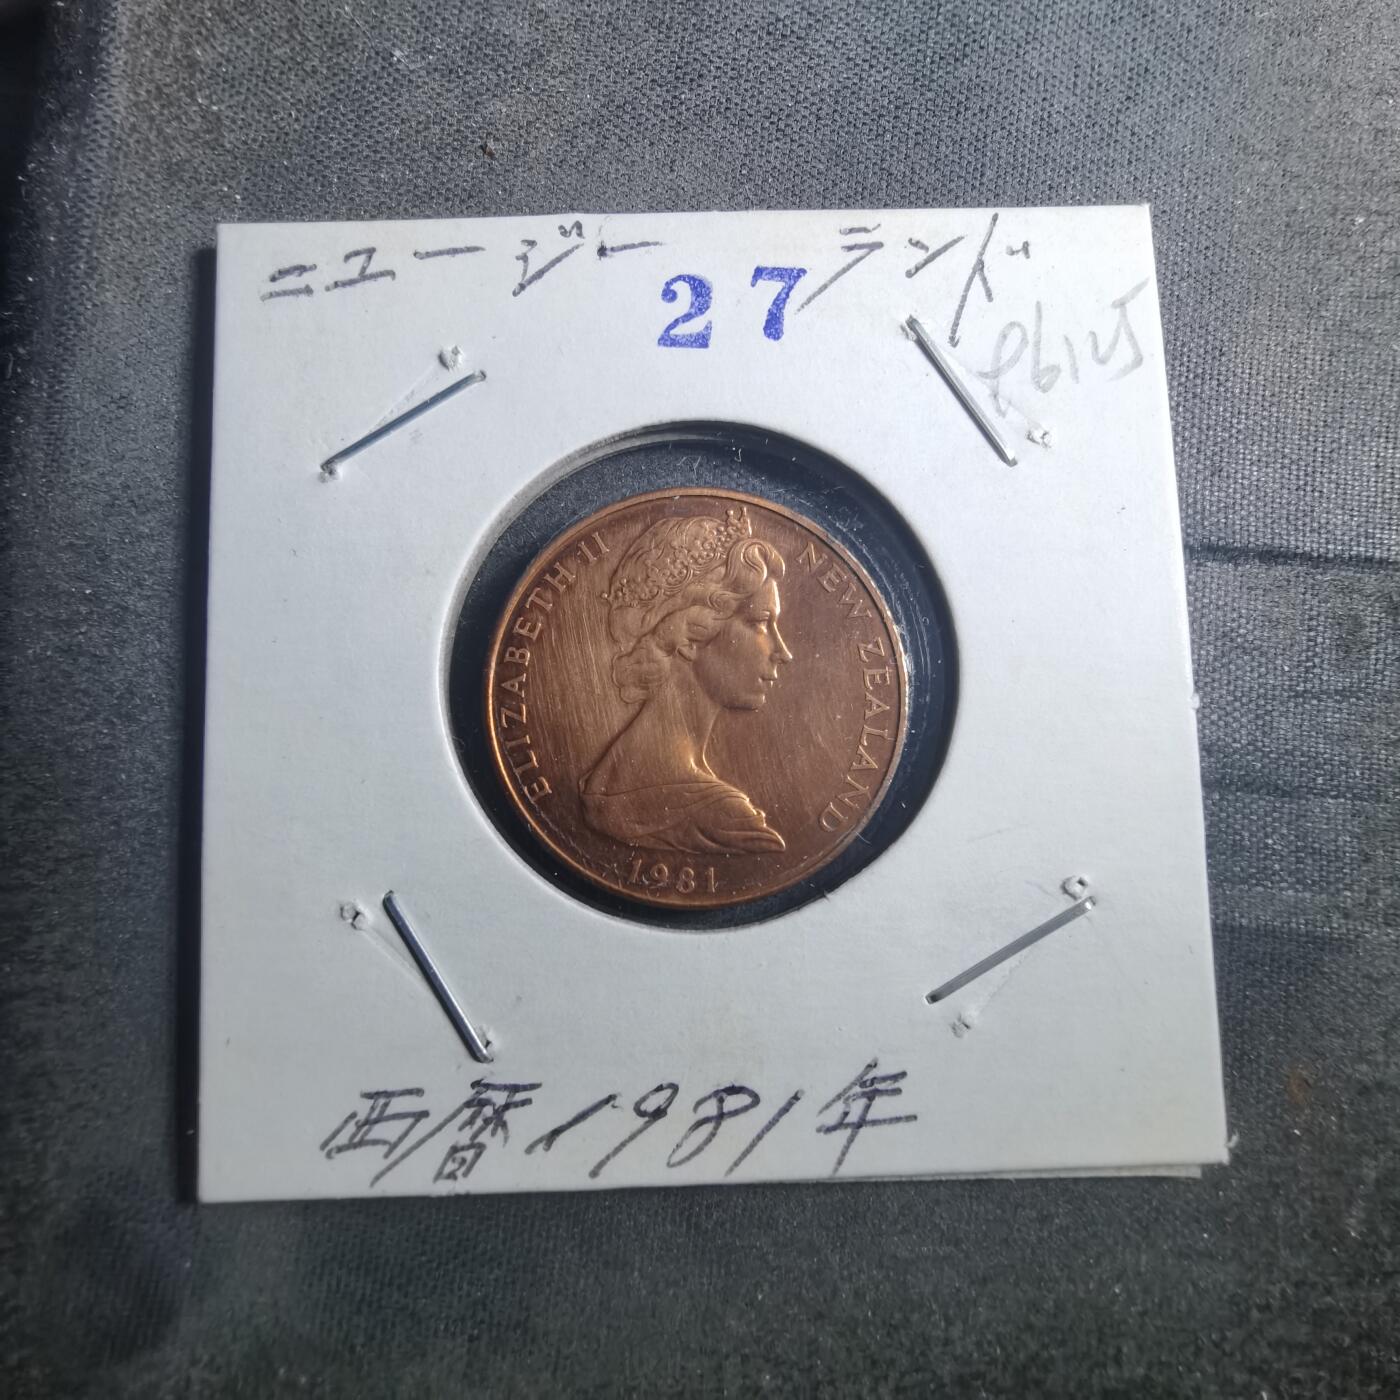 ニュージーランド
27
ELIZABETH II
NEW ZEALAND
1981
西暦1981年